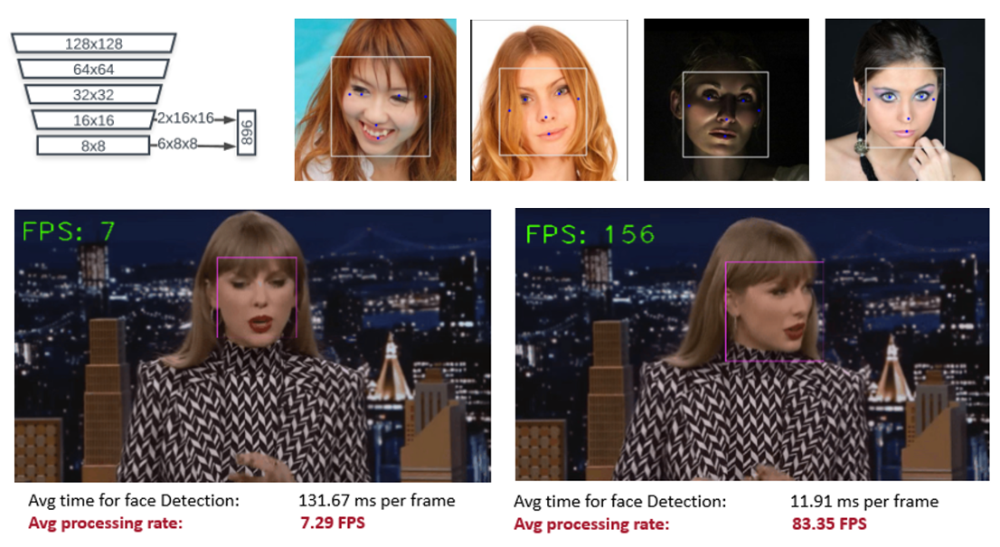 128x128
64x64
32x32
16x16
2x16x16
896
8x8
6x8x8
FPS: 7
FPS: 156
Avg time for face Detection: 131.67 ms per frame
Avg processing rate: 7.29 FPS
Avg time for face Detection: 11.91 ms per frame
Avg processing rate: 83.35 FPS